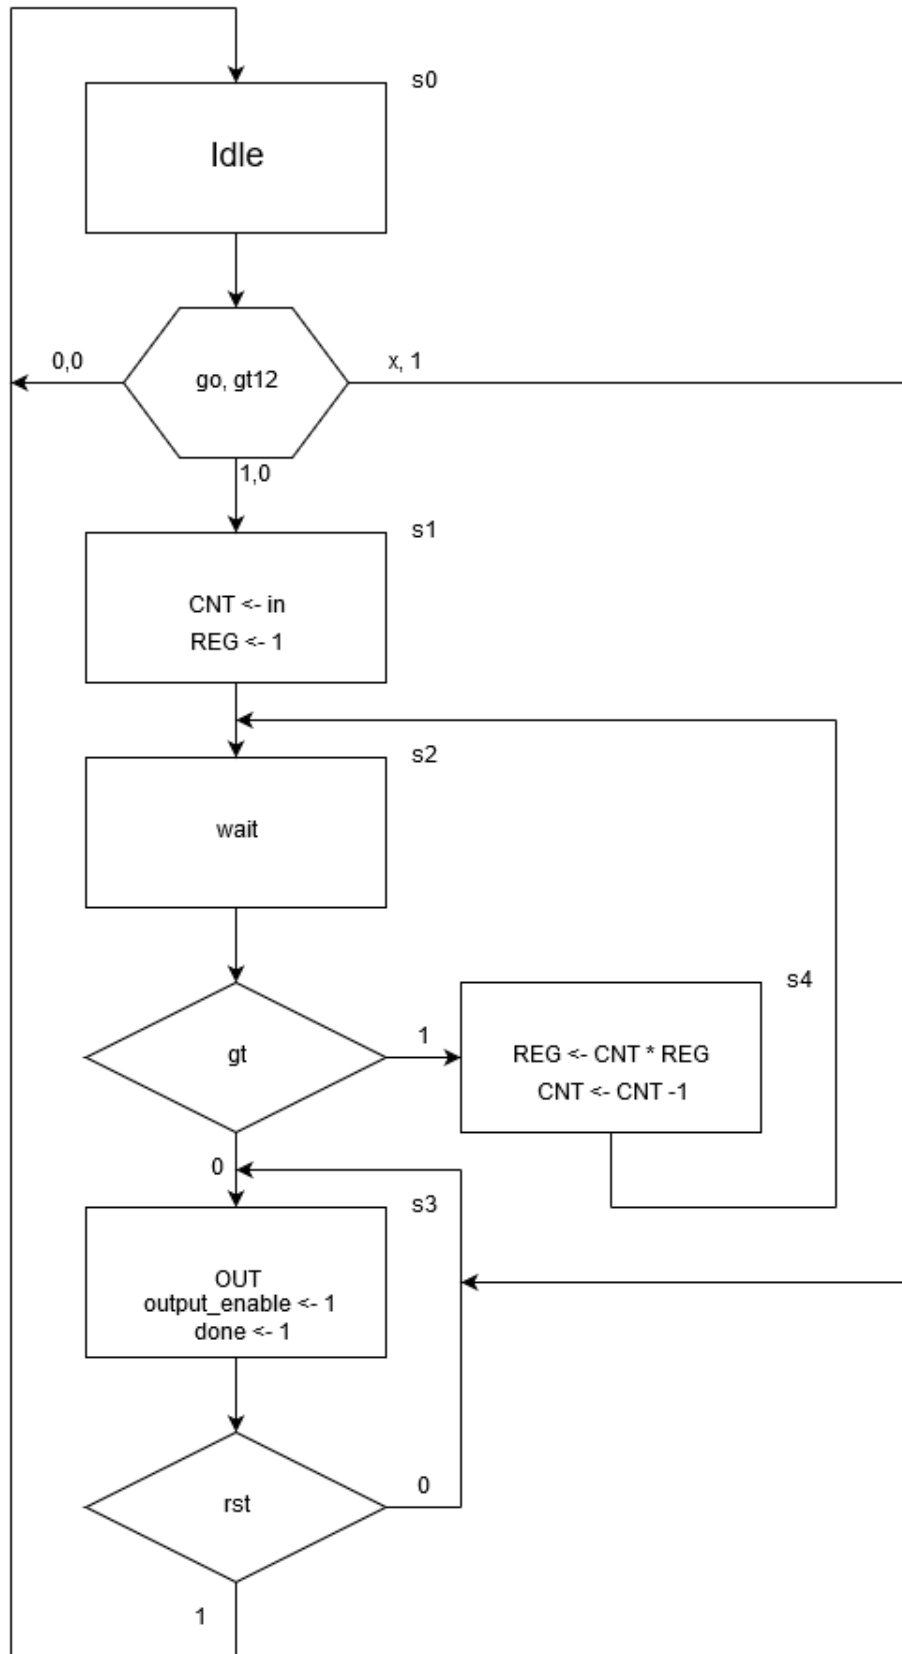 s0
Idle
0,0
go, gt12
x, 1
1,0
s1
CNT <- in
REG <- 1
s2
wait
gt
1
s4
REG <- CNT * REG
CNT <- CNT -1
0
s3
OUT
output_enable <- 1
done <- 1
rst
0
1